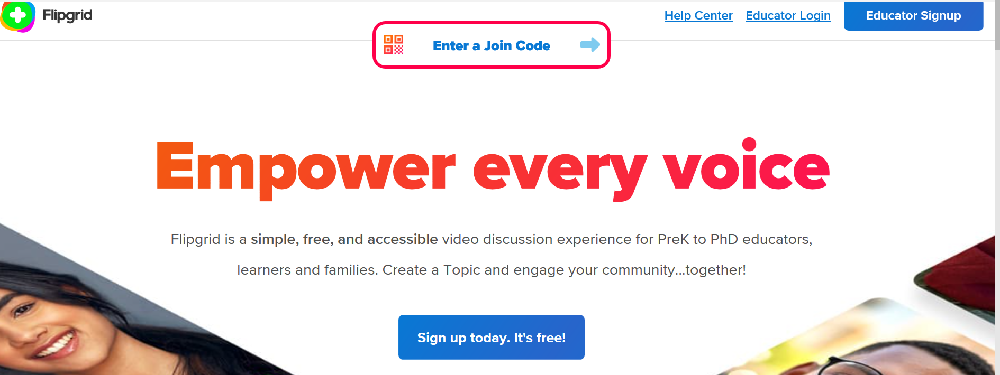 Flipgrid
Help Center
Educator Login
Educator Signup
Enter a Join Code
Empower every voice
Flipgrid is a simple, free, and accessible video discussion experience for PreK to PhD educators,
learners and families. Create a Topic and engage your community...together!
Sign up today. It's free!